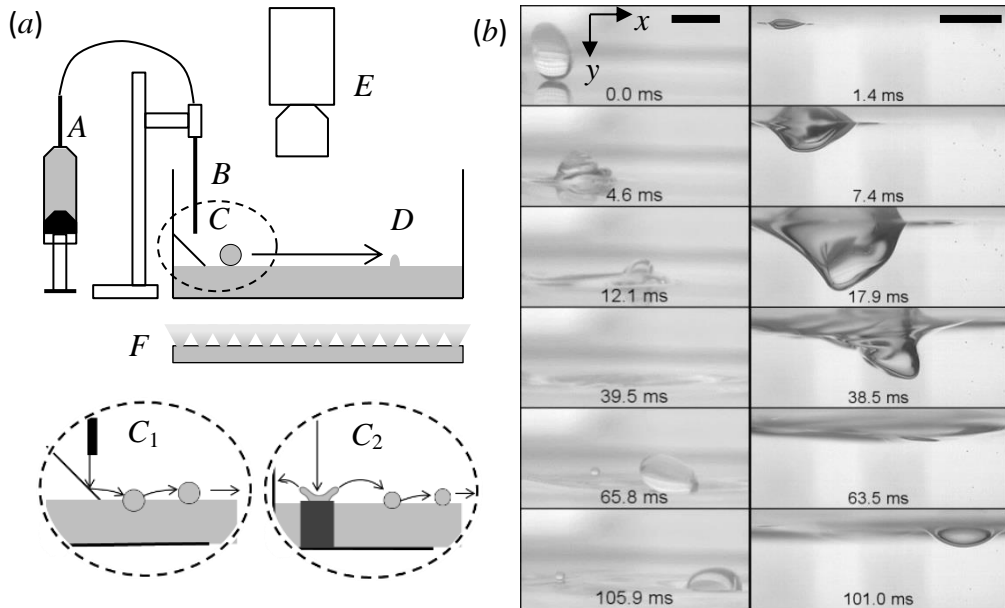 (a)
A
B
C
D
E
F
C1
C2
(b)
x
y
0.0 ms
1.4 ms
4.6 ms
7.4 ms
12.1 ms
17.9 ms
39.5 ms
38.5 ms
65.8 ms
63.5 ms
105.9 ms
101.0 ms